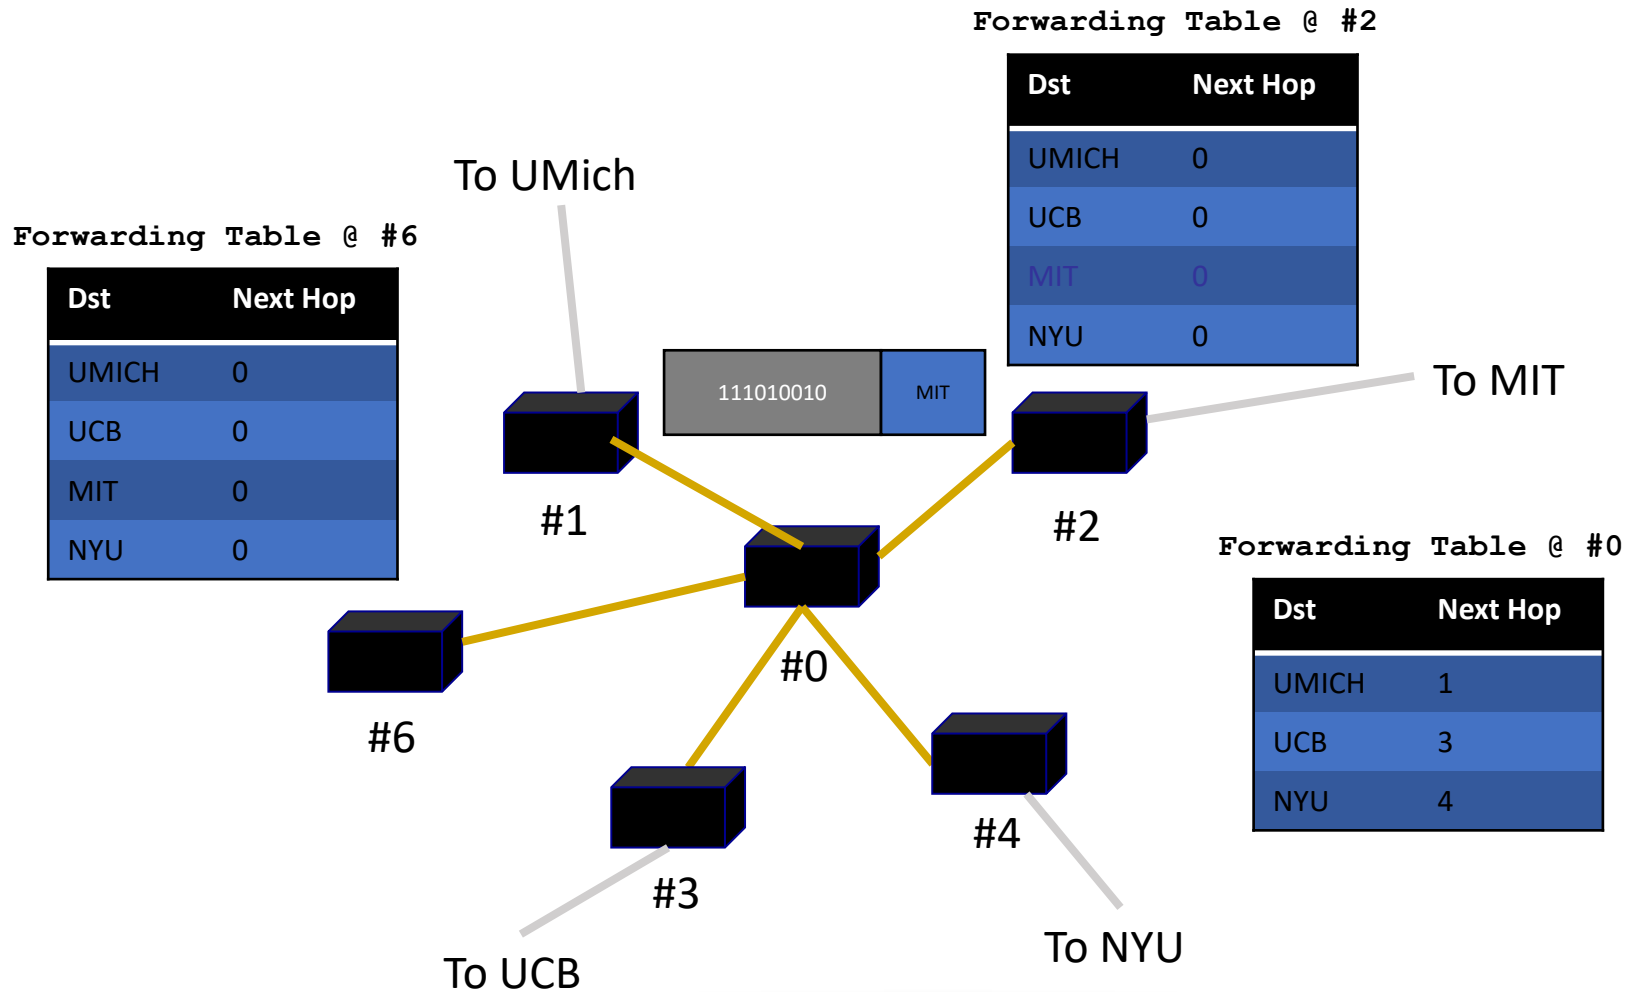 Forwarding Table @ #2
Dst Next Hop
UMICH 0
UCB 0
MIT 0
NYU 0
To UMich
Forwarding Table @ #6
Dst Next Hop
UMICH 0
UCB 0
MIT 0
NYU 0
111010010 MIT
To MIT
#1
#2
#0
#6
#3
#4
Forwarding Table @ #0
Dst Next Hop
UMICH 1
UCB 3
NYU 4
To UCB
To NYU